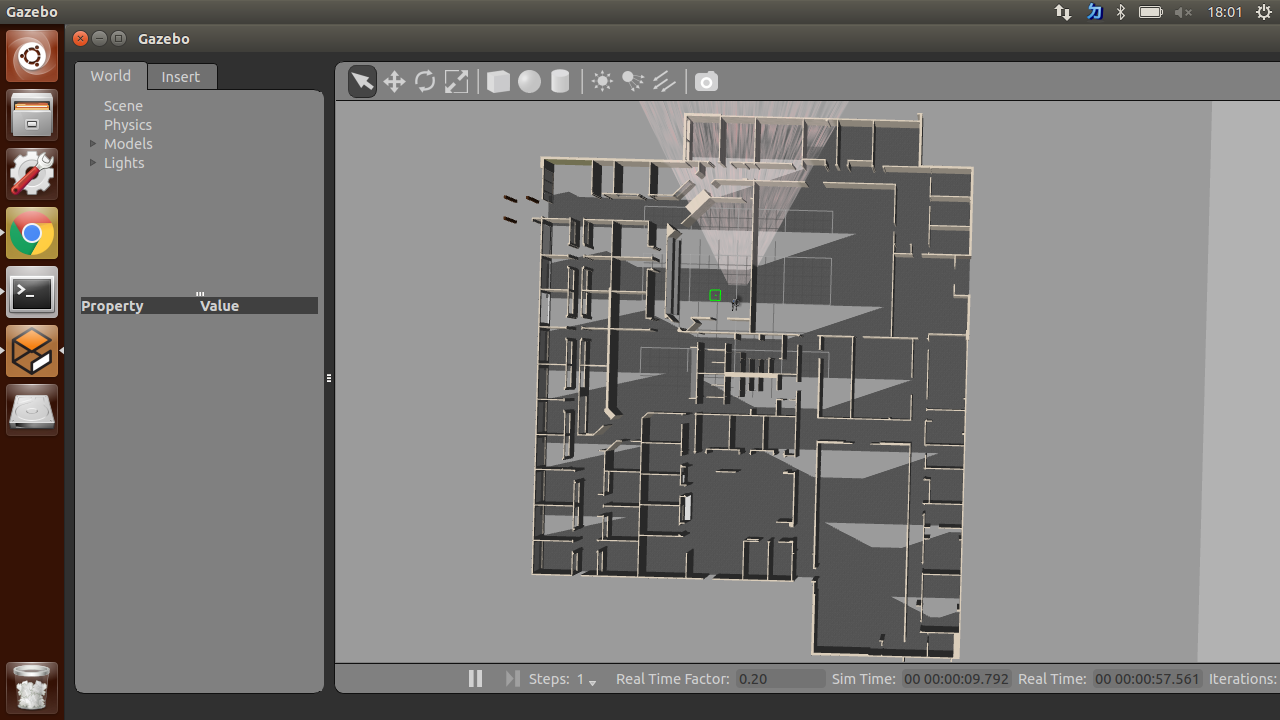 Gazebo
18:01
Gazebo
World Insert
Scene
Physics
Models
Lights
Property Value
Steps: 1 Real Time Factor: 0.20 Sim Time: 00 00:00:09.792 Real Time: 00 00:00:57.561 Iterations: